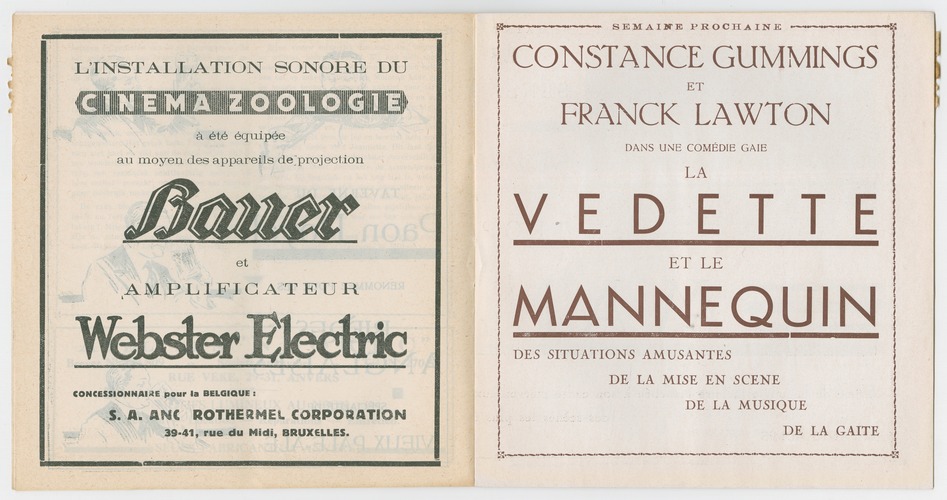 L'INSTALLATION SONORE DU
CINEMA ZOOLOGIE
à été équipée
au moyen des appareils de projection
Bauer
et
AMPLIFICATEUR
Webster Electric
CONCESSIONNAIRE pour la BELGIQUE :
S. A. ANC ROTHERMEL CORPORATION
39-41, rue du Midi, BRUXELLES.
SEMAINE PROCHAINE
CONSTANCE GUMMINGS
ET
FRANCK LAWTON
DANS UNE COMÉDIE GAIE
LA
VEDETTE
ET LE
MANNEQUIN
DES SITUATIONS AMUSANTES
DE LA MISE EN SCENE
DE LA MUSIQUE
DE LA GAITE